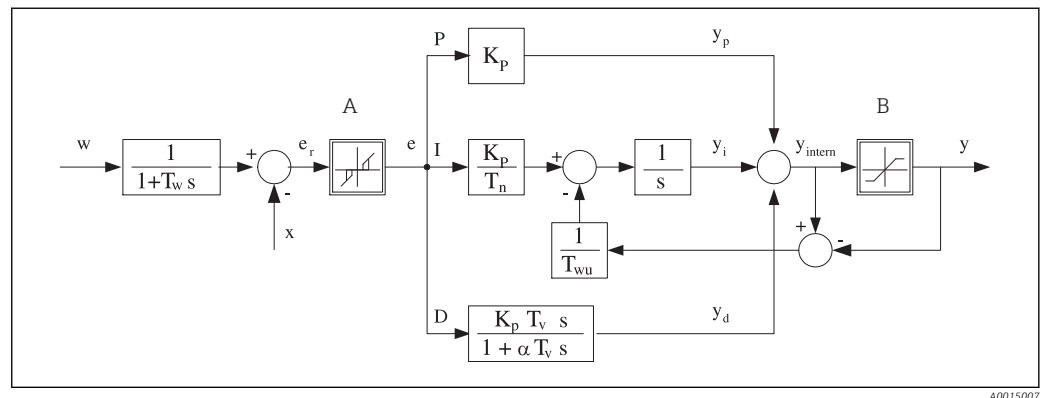 P
K_P
y_p
A
B
w
1
1+T_w s
+
-
e_r
x
e
I
K_P
T_n
+
-
1
s
y_i
y_intern
y
1
T_wu
+
-
D
K_p T_v s
1 + α T_v s
y_d
A0015007